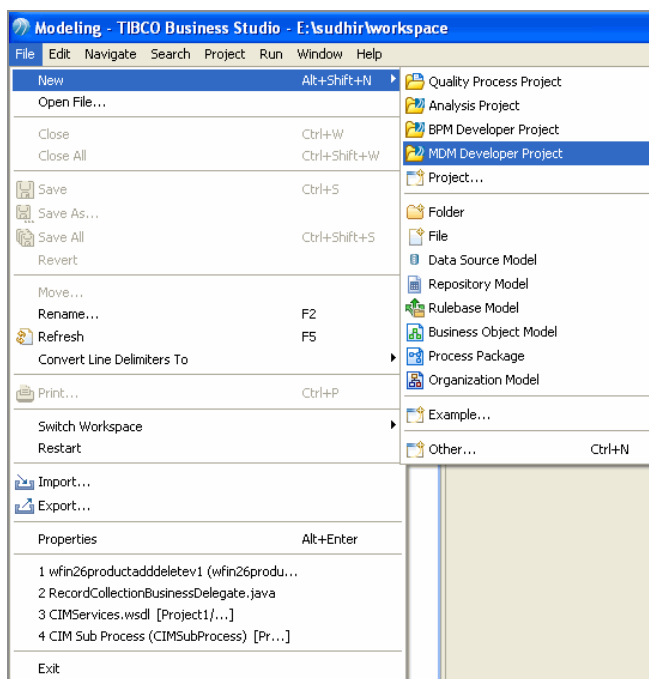 Modeling - TIBCO Business Studio - E:\sudhir\workspace
File Edit Navigate Search Project Run Window Help
New Alt+Shift+N
Open File...
Close Ctrl+W
Close All Ctrl+Shift+W
Save Ctrl+S
Save As...
Save All Ctrl+Shift+S
Revert
Move...
Rename... F2
Refresh F5
Convert Line Delimiters To
Print... Ctrl+P
Switch Workspace
Restart
Import...
Export...
Properties Alt+Enter
1 wfin26productadddeletev1 (wfin26produ...
2 RecordCollectionBusinessDelegate.java
3 CIMServices.wsdl [Project1/...]
4 CIM Sub Process (CIMSubProcess) [Pr...]
Exit
Quality Process Project
Analysis Project
BPM Developer Project
MDM Developer Project
Project...
Folder
File
Data Source Model
Repository Model
Rulebase Model
Business Object Model
Process Package
Organization Model
Example...
Other... Ctrl+N